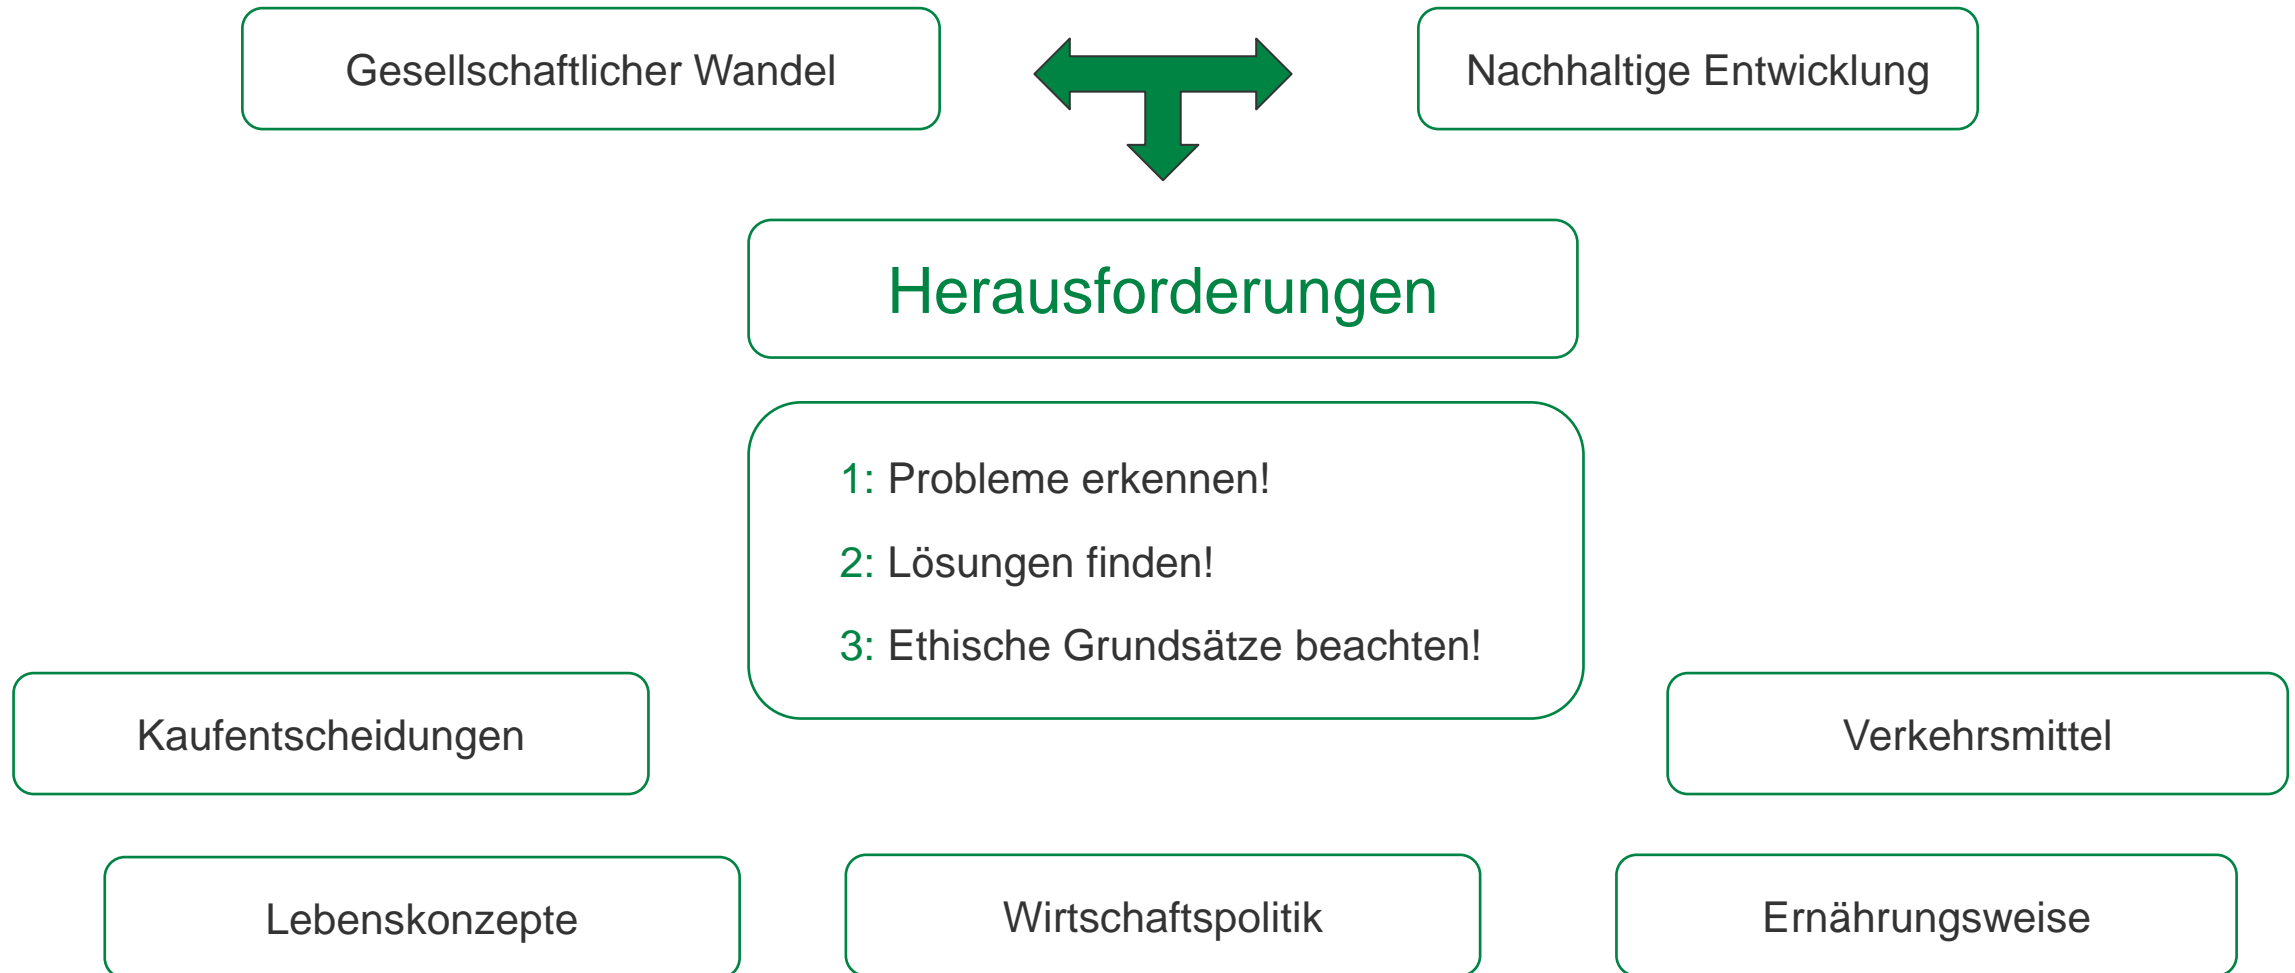 Gesellschaftlicher Wandel
Nachhaltige Entwicklung
Herausforderungen
1: Probleme erkennen!
2: Lösungen finden!
3: Ethische Grundsätze beachten!
Kaufentscheidungen
Verkehrsmittel
Lebenskonzepte
Wirtschaftspolitik
Ernährungsweise